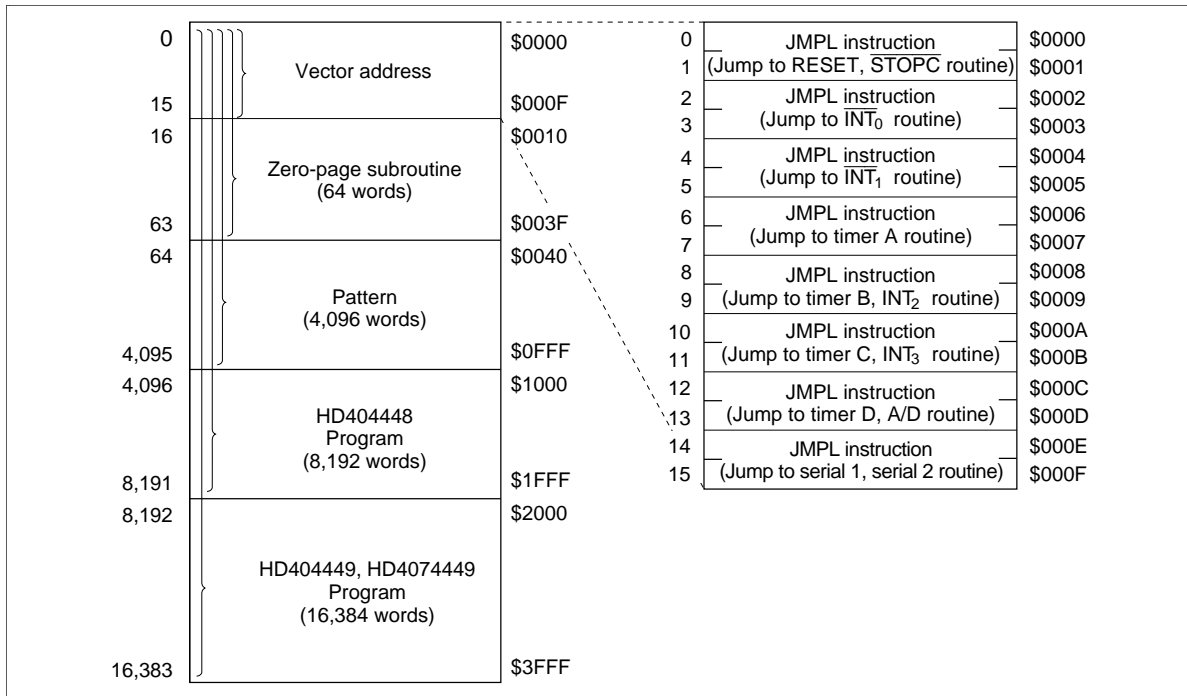 0 $0000
Vector address
15 $000F
16 $0010
Zero-page subroutine
(64 words)
63 $003F
64 $0040
Pattern
(4,096 words)
4,095 $0FFF
4,096 $1000
HD404448
Program
(8,192 words)
8,191 $1FFF
8,192 $2000
HD404449, HD4074449
Program
(16,384 words)
16,383 $3FFF
0 JMPL instruction $0000
1 (Jump to RESET, STOPC routine) $0001
2 JMPL instruction $0002
3 (Jump to INT0 routine) $0003
4 JMPL instruction $0004
5 (Jump to INT1 routine) $0005
6 JMPL instruction $0006
7 (Jump to timer A routine) $0007
8 JMPL instruction $0008
9 (Jump to timer B, INT2 routine) $0009
10 JMPL instruction $000A
11 (Jump to timer C, INT3 routine) $000B
12 JMPL instruction $000C
13 (Jump to timer D, A/D routine) $000D
14 JMPL instruction $000E
15 (Jump to serial 1, serial 2 routine) $000F